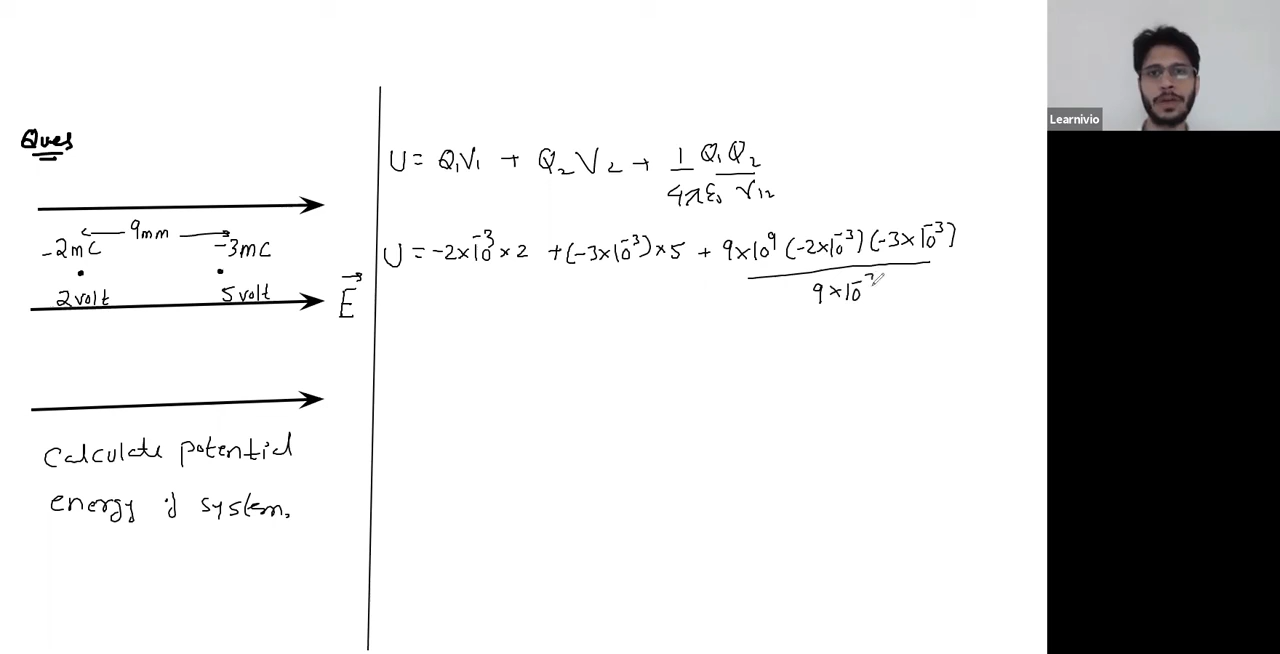 Ques
9mm
-2mC -3mC
2volt 5volt
E⃗
Calculate potential
energy of system.
U = Q₁V₁ + Q₂V₂ + 1/4πε₀ Q₁Q₂/r₁₂
U = -2×10⁻³×2 + (-3×10⁻³)×5 + 9×10⁹(-2×10⁻³)(-3×10⁻³)
9×10⁻³
Learnivio